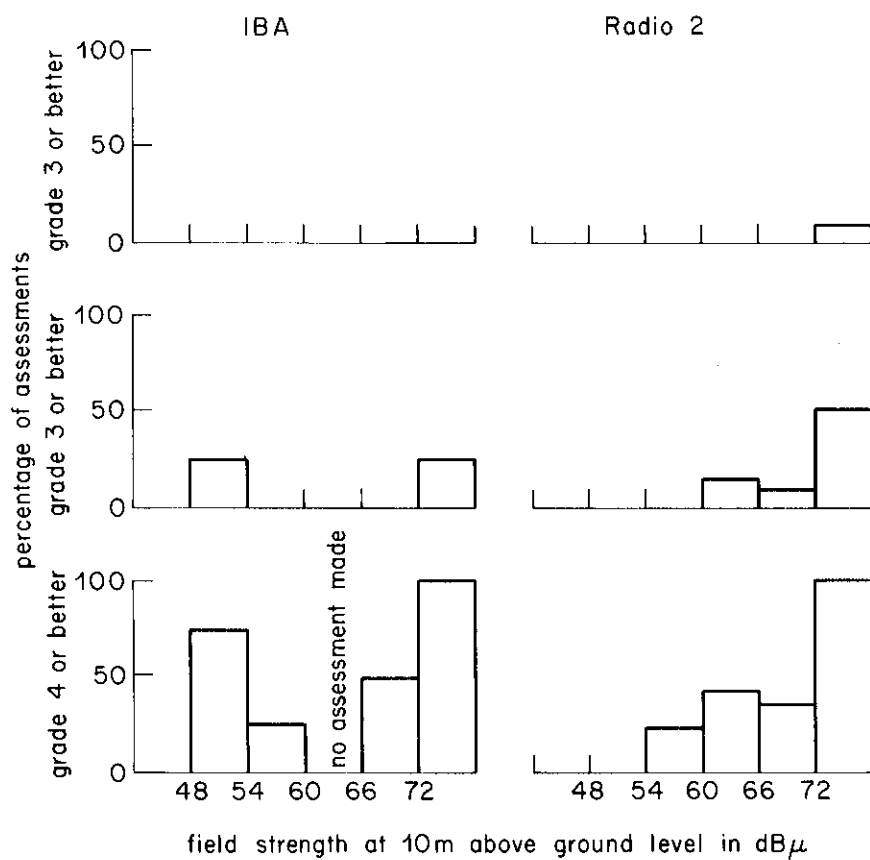 IBA
Radio 2
percentage of assessments
grade 3 or better
100
50
0
grade 3 or better
100
50
0
grade 4 or better
100
50
0
no assessment made
48 54 60 66 72
48 54 60 66 72
field strength at 10m above ground level in dBμ